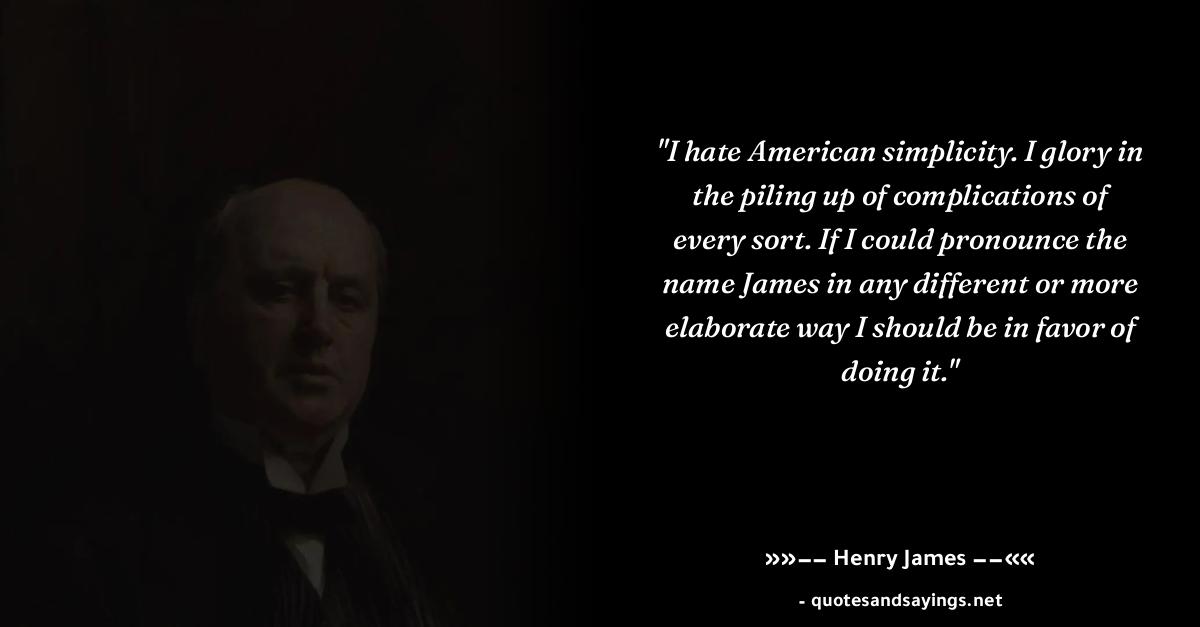 "I hate American simplicity. I glory in
the piling up of complications of
every sort. If I could pronounce the
name James in any different or more
elaborate way I should be in favor of
doing it."
»»−− Henry James −−««
- quotesandsayings.net